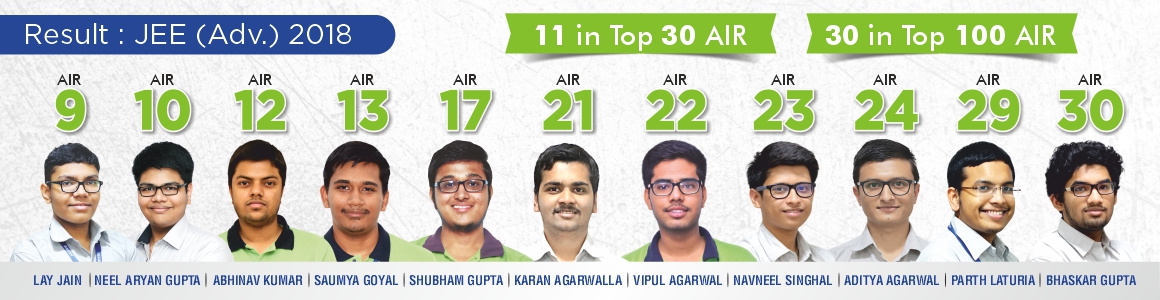 Result : JEE (Adv.) 2018
11 in Top 30 AIR
30 in Top 100 AIR
AIR AIR AIR AIR AIR AIR AIR AIR AIR AIR AIR
9 10 12 13 17 21 22 23 24 29 30
LAY JAIN | NEEL ARYAN GUPTA | ABHINAV KUMAR | SAUMYA GOYAL | SHUBHAM GUPTA | KARAN AGARWALLA | VIPUL AGARWAL | NAVNEEL SINGHAL | ADITYA AGARWAL | PARTH LATURIA | BHASKAR GUPTA